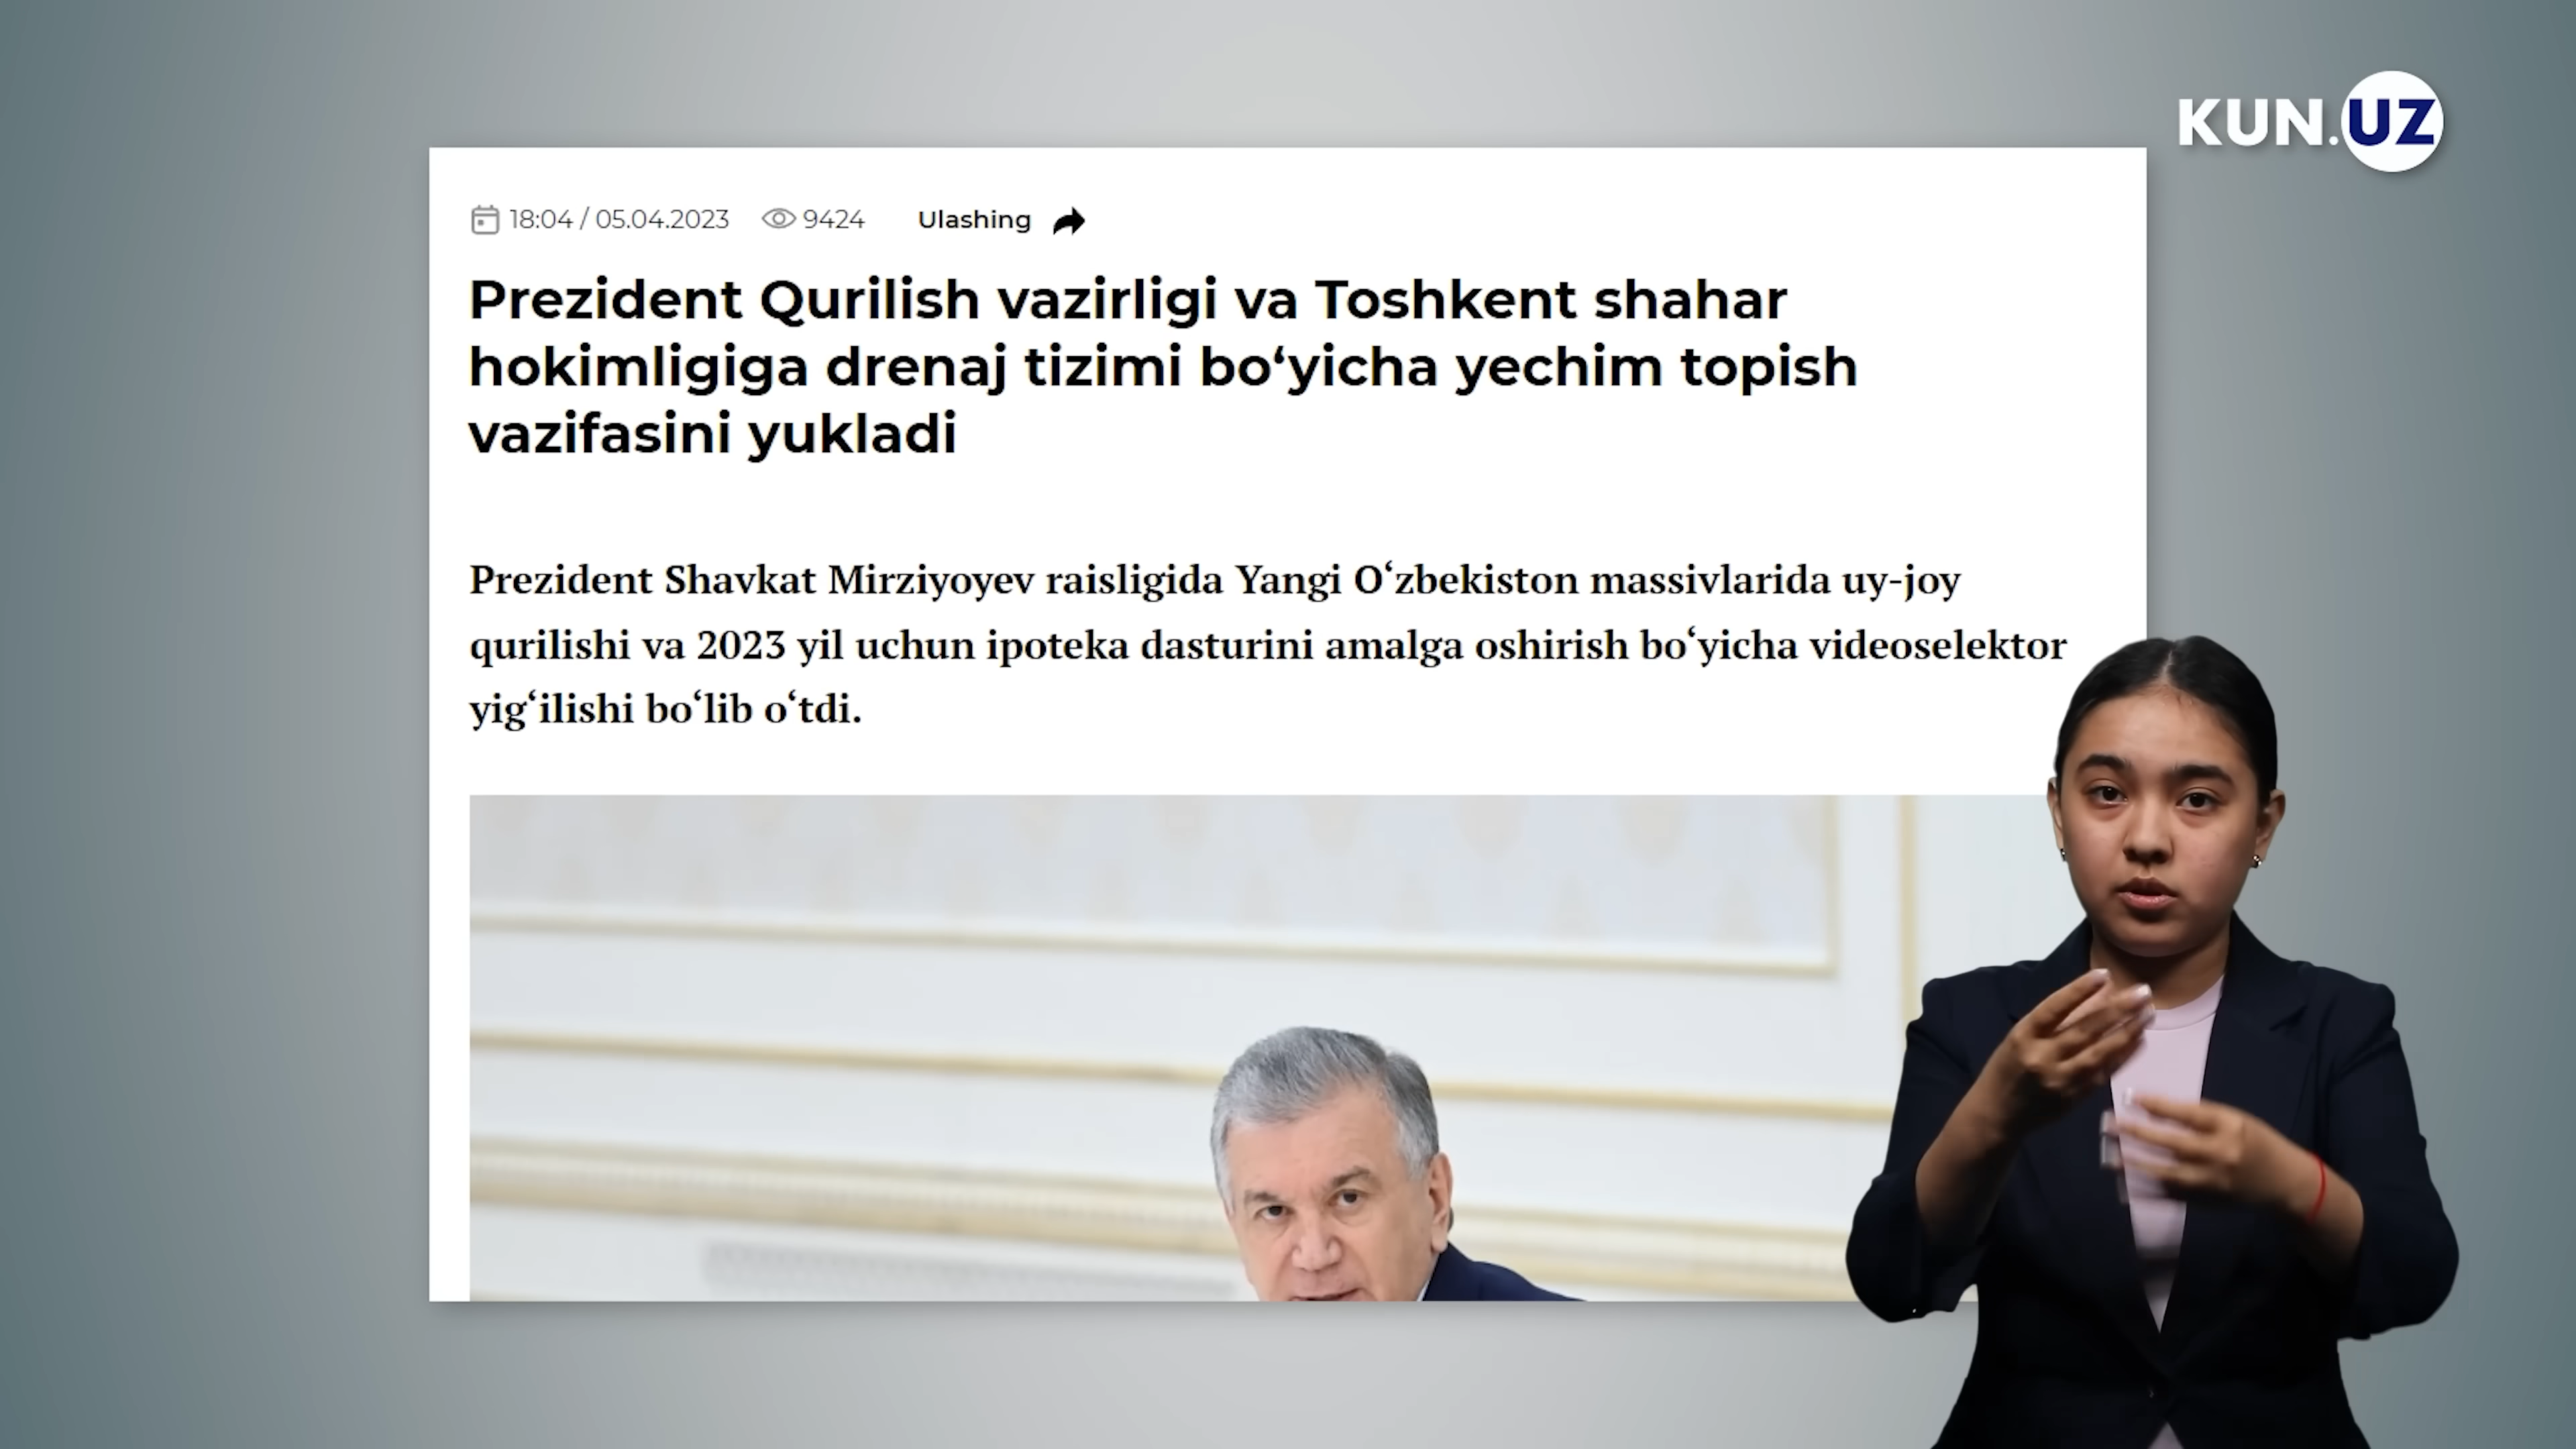 KUN.UZ
18:04 / 05.04.2023 9424 Ulashing
Prezident Qurilish vazirligi va Toshkent shahar
hokimligiga drenaj tizimi bo‘yicha yechim topish
vazifasini yukladi
Prezident Shavkat Mirziyoyev raisligida Yangi O‘zbekiston massivlarida uy-joy
qurilishi va 2023 yil uchun ipoteka dasturini amalga oshirish bo‘yicha videoselektor
yig‘ilishi bo‘lib o‘tdi.